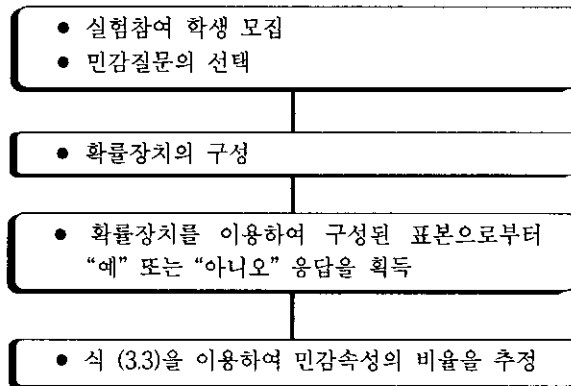 ● 실험참여 학생 모집
● 민감질문의 선택
● 확률장치의 구성
● 확률장치를 이용하여 구성된 표본으로부터
“예” 또는 “아니오” 응답을 획득
● 식 (3.3)을 이용하여 민감속성의 비율을 추정